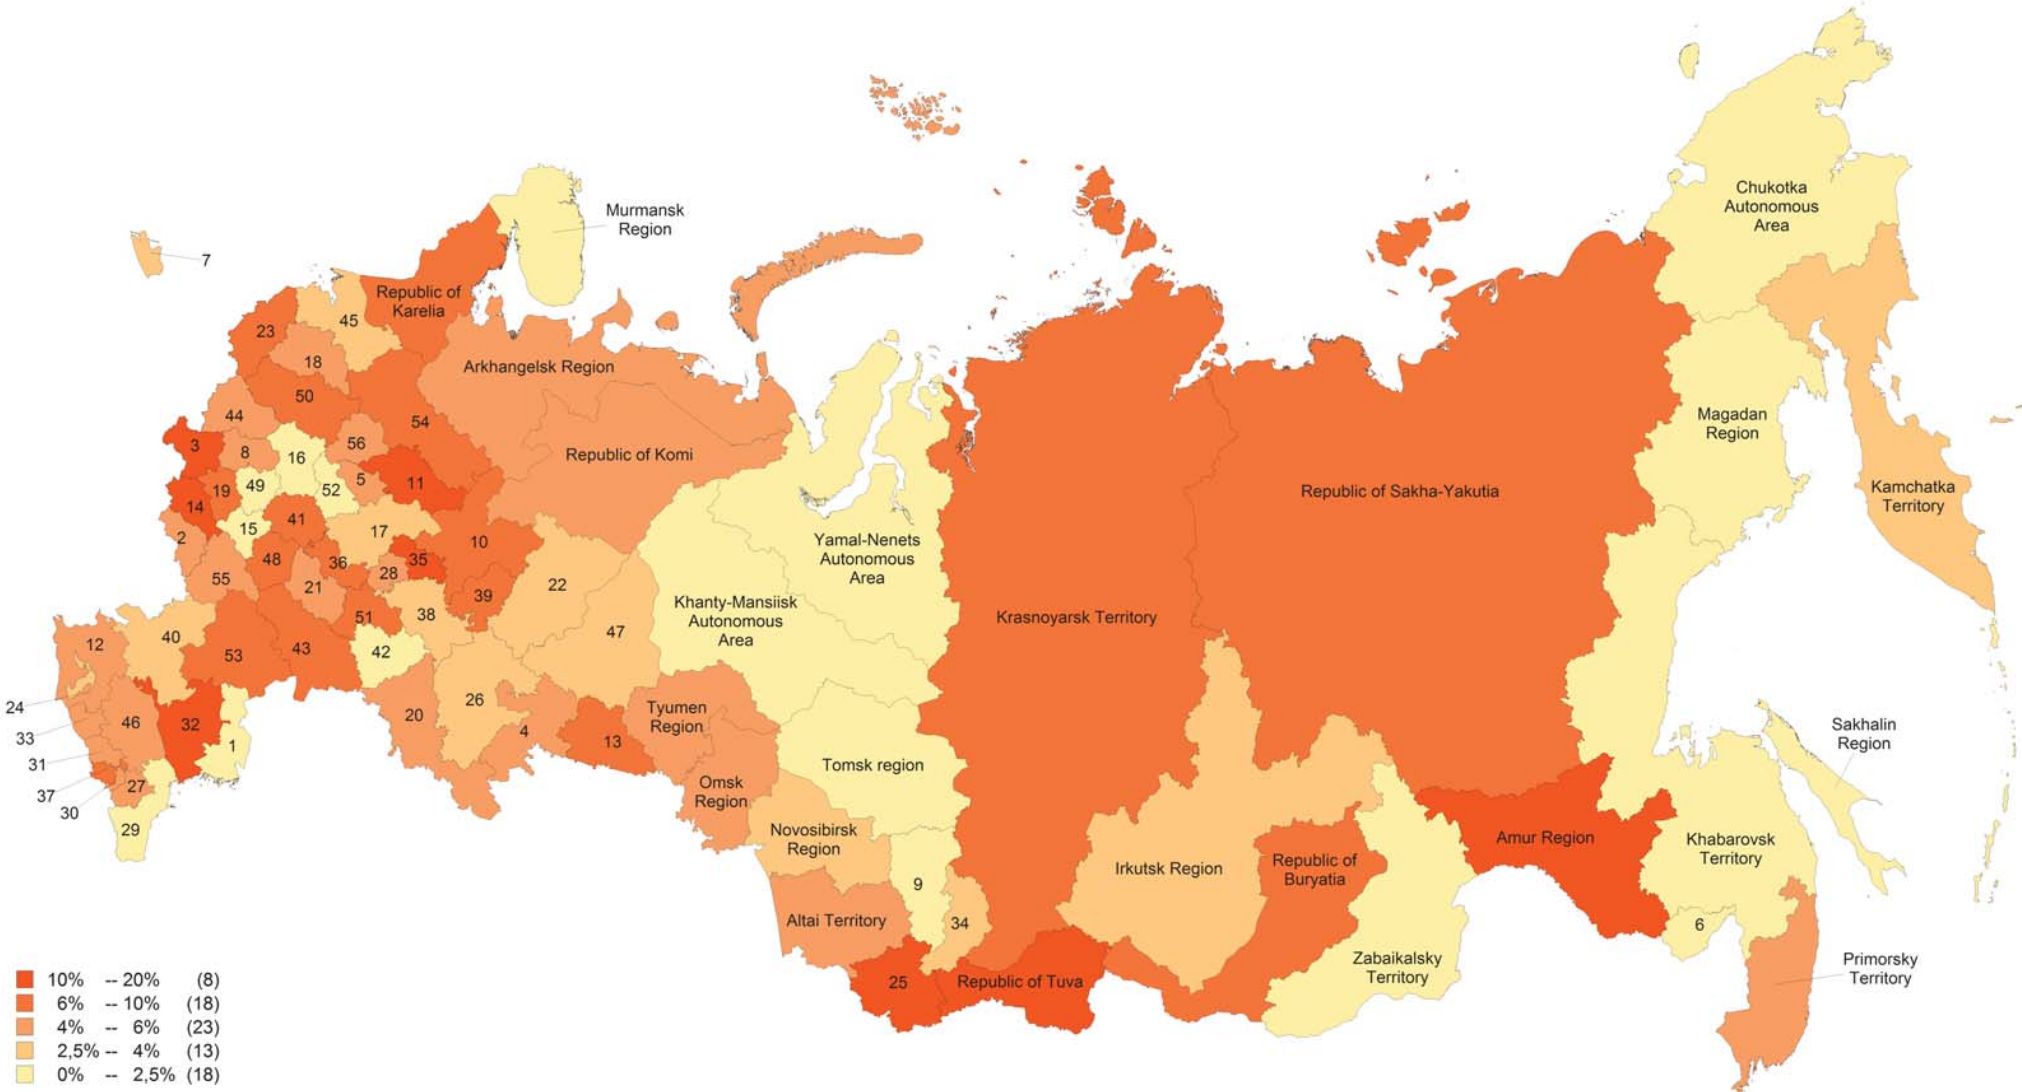 Chukotka
Autonomous
Area
Murmansk
Region
7
Republic of
Karelia
45
23
18
Arkhangelsk Region
50
44
54
Magadan
Region
3
8
16
56
Republic of Komi
5
11
19
49
52
Republic of Sakha-Yakutia
Kamchatka
Territory
14
41
15
17
2
10
Yamal-Nenets
Autonomous
Area
48
36
35
28
55
21
22
39
38
51
Khanty-Mansiisk
Autonomous
Area
Krasnoyarsk Territory
47
12
40
53
43
42
24
26
20
Tyumen
Region
33
46
32
4
13
1
Sakhalin
Region
31
Tomsk region
37
27
30
Omsk
Region
29
Novosibirsk
Region
Amur Region
Khabarovsk
Territory
Irkutsk Region
Republic of
Buryatia
9
Altai Territory
34
6
25
Republic of Tuva
Zabaikalsky
Territory
Primorsky
Territory
10% -- 20% (8)
6% -- 10% (18)
4% -- 6% (23)
2,5% -- 4% (13)
0% -- 2,5% (18)